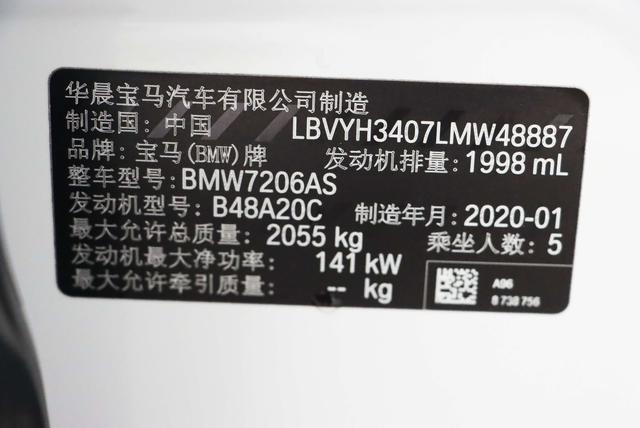 华晨宝马汽车有限公司制造
制造国: 中国 LBVYH3407LMW48887
品牌: 宝马(BMW)牌 发动机排量: 1998 mL
整车型号: BMW7206AS
发动机型号: B48A20C 制造年月: 2020-01
最大允许总质量: 2055 kg 乘坐人数: 5
发动机最大净功率: 141 kW
最大允许牵引质量: -- kg
A96
8 738 756